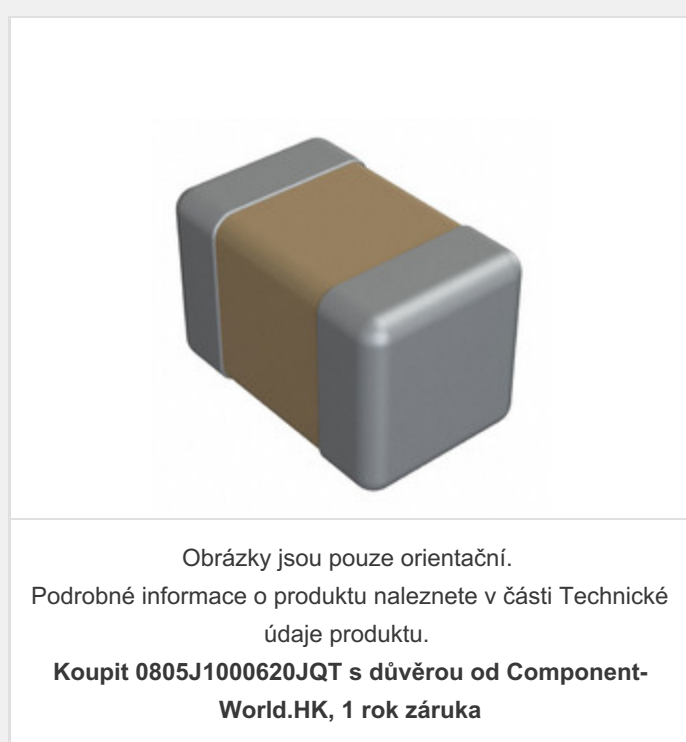 Obrázky jsou pouze orientační.
Podrobné informace o produktu naleznete v části Technické
údaje produktu.
Koupit 0805J1000620JQT s důvěrou od Component-
World.HK, 1 rok záruka